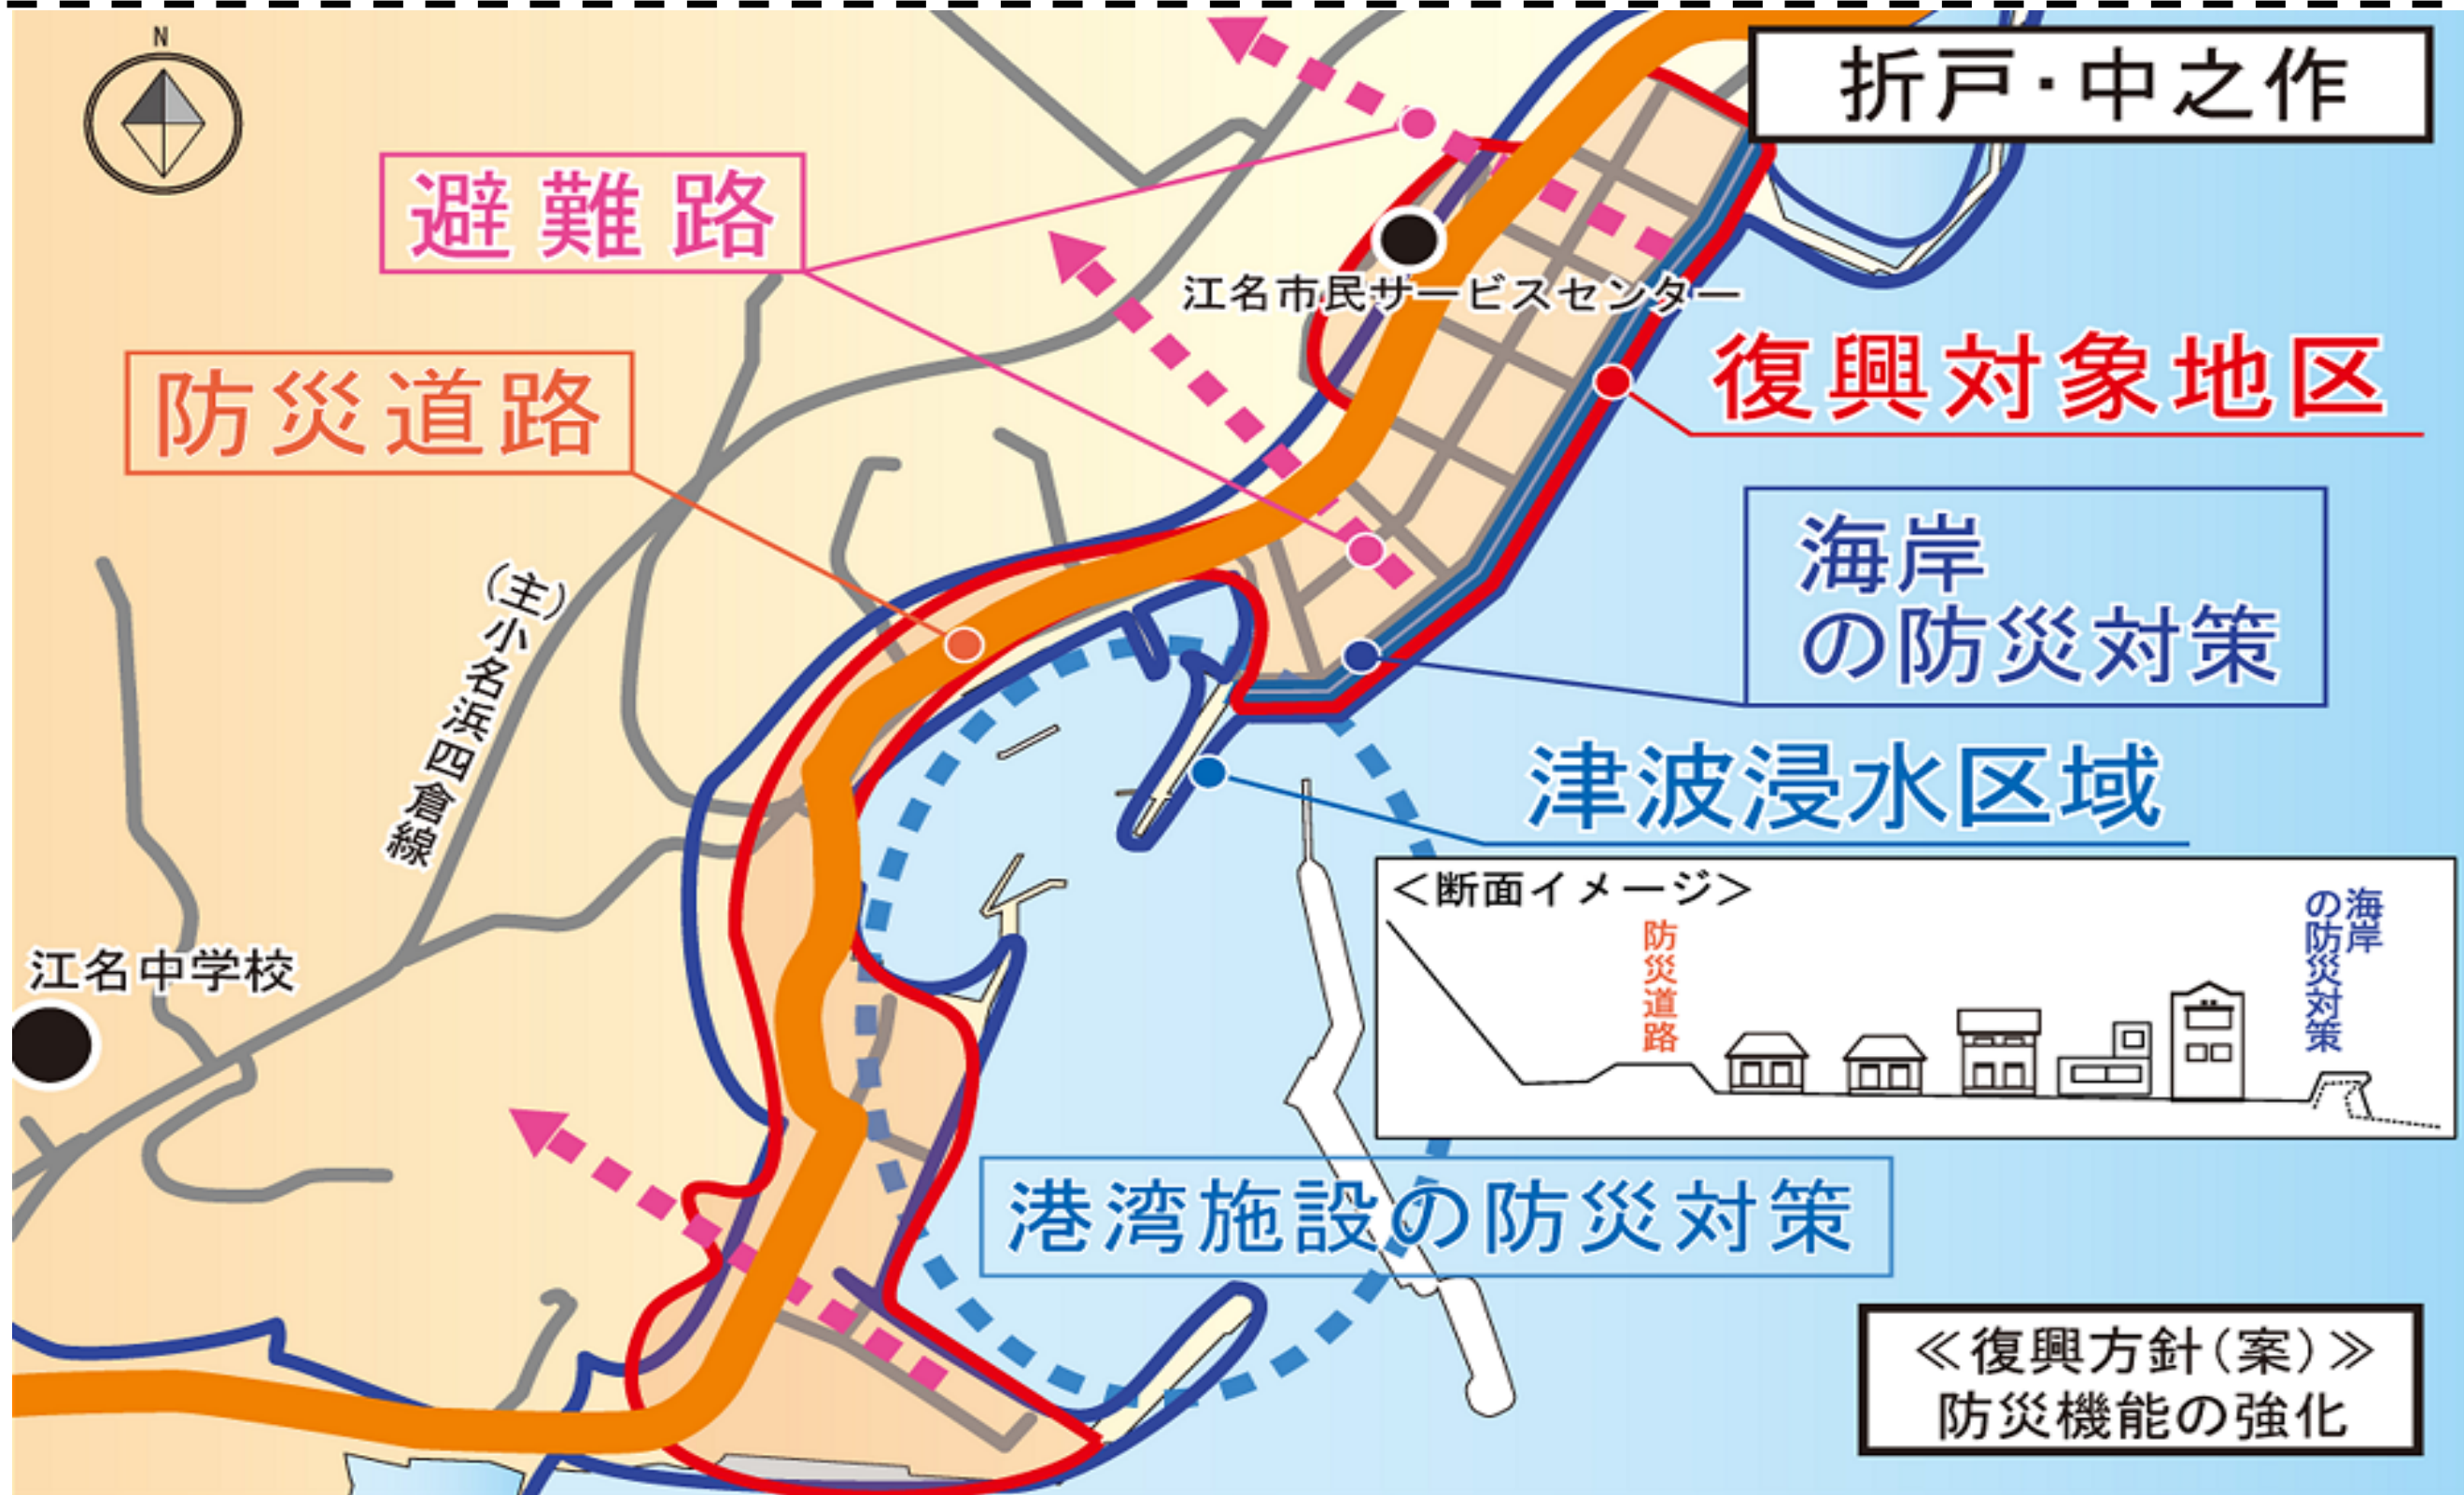 N
折戸・中之作
避難路
江名市民サービスセンター
復興対象地区
防災道路
海岸
の防災対策
(主)小名浜四倉線
津波浸水区域
<断面イメージ>
防災道路
海岸
の防災対策
江名中学校
港湾施設の防災対策
≪復興方針(案)≫
防災機能の強化